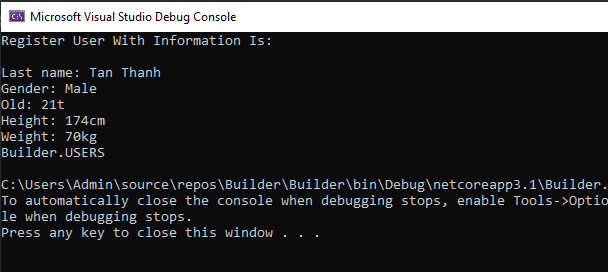 Microsoft Visual Studio Debug Console
Register User With Information Is:
Last name: Tan Thanh
Gender: Male
Old: 21t
Height: 174cm
Weight: 70kg
Builder.USERS
C:\Users\Admin\source\repos\Builder\Builder\bin\Debug\netcoreapp3.1\Builder.
To automatically close the console when debugging stops, enable Tools->Optio
le when debugging stops.
Press any key to close this window . . .